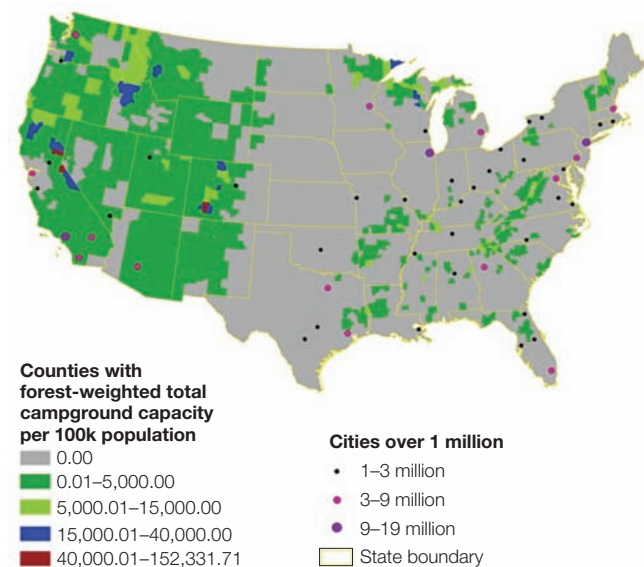 Counties with
forest-weighted total
campground capacity
per 100k population
0.00
0.01–5,000.00
5,000.01–15,000.00
15,000.01–40,000.00
40,000.01–152,331.71
Cities over 1 million
1–3 million
3–9 million
9–19 million
State boundary